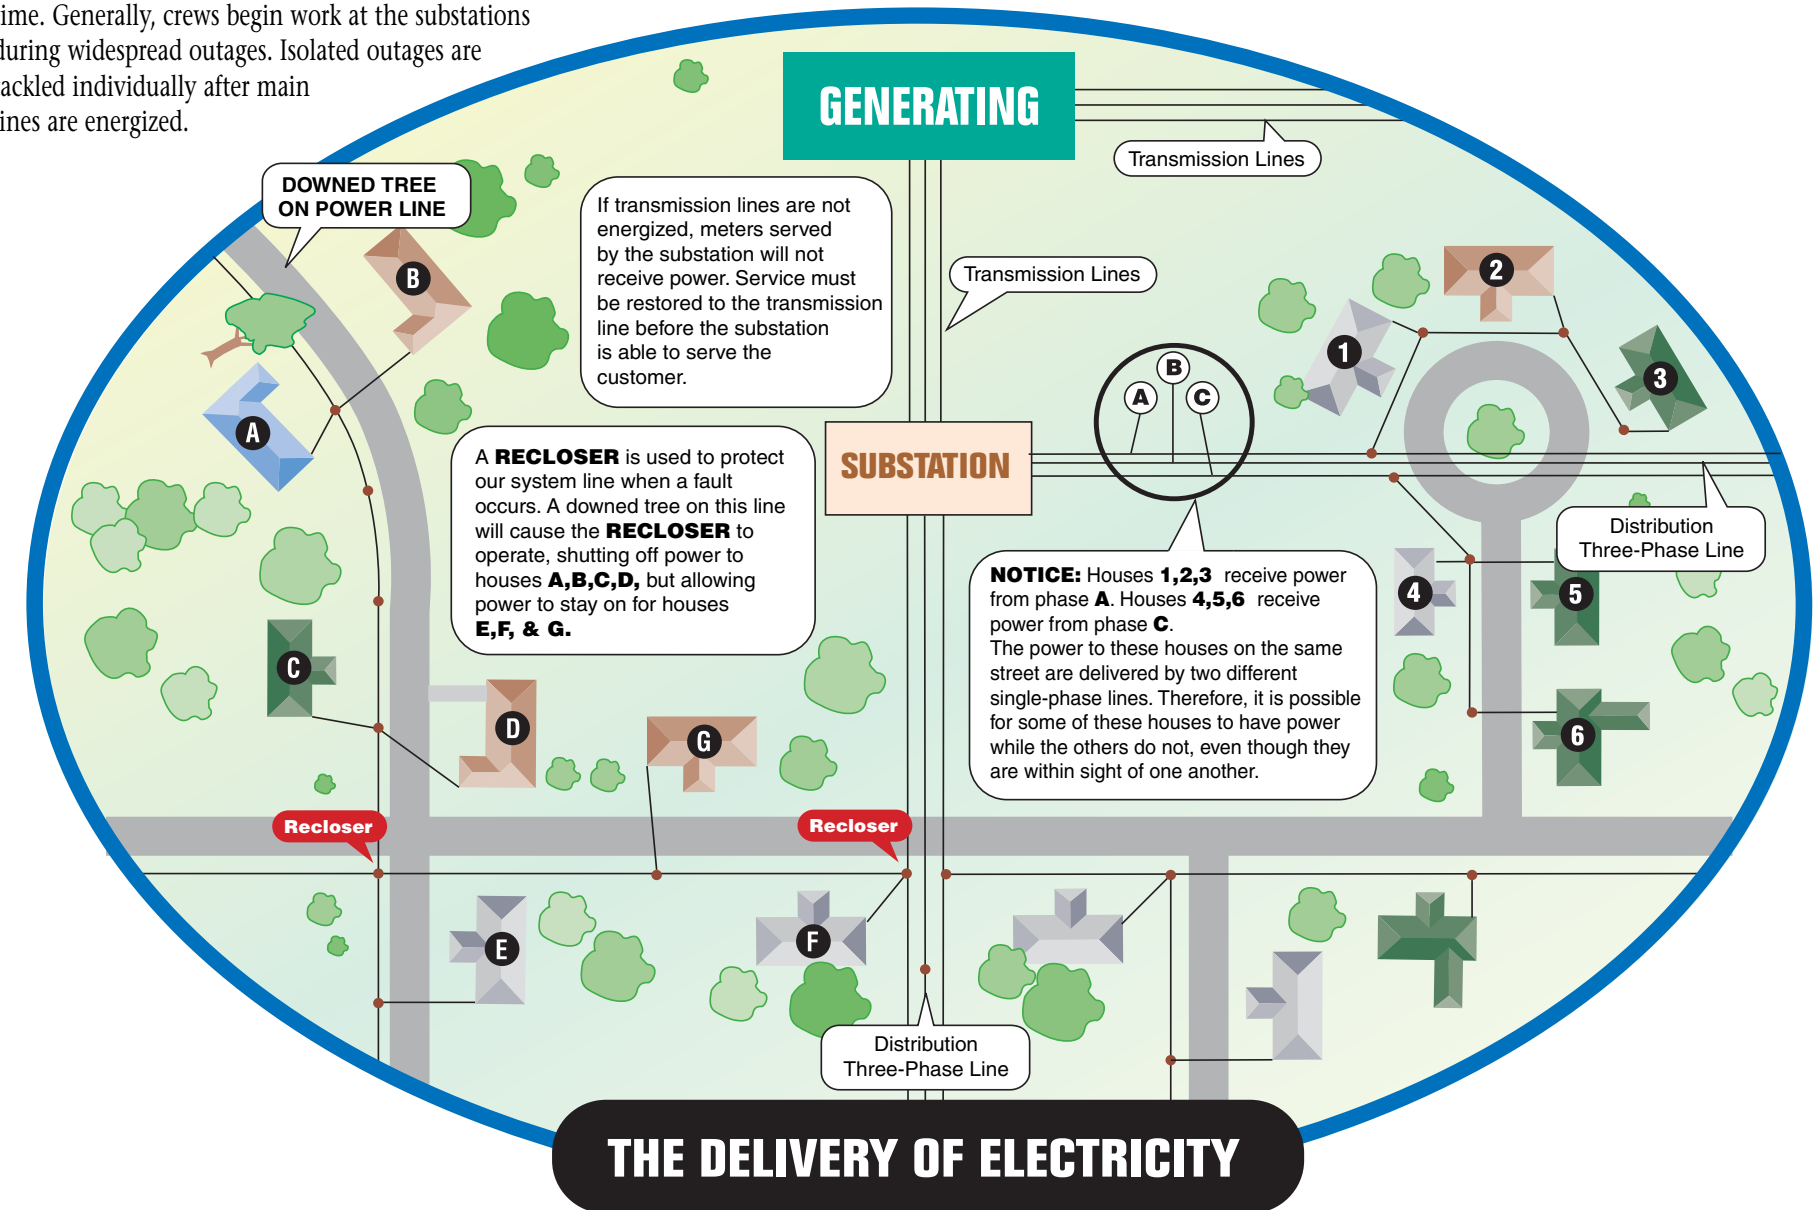 ime. Generally, crews begin work at the substations
during widespread outages. Isolated outages are
ackled individually after main
ines are energized.
GENERATING
Transmission Lines
DOWNED TREE
ON POWER LINE
If transmission lines are not
energized, meters served
by the substation will not
receive power. Service must
be restored to the transmission
line before the substation
is able to serve the
customer.
Transmission Lines
B
A
C
2
1
3
B
A
A RECLOSER is used to protect
our system line when a fault
occurs. A downed tree on this line
will cause the RECLOSER to
operate, shutting off power to
houses A,B,C,D, but allowing
power to stay on for houses
E,F, & G.
SUBSTATION
Distribution
Three-Phase Line
NOTICE: Houses 1,2,3 receive power
from phase A. Houses 4,5,6 receive
power from phase C.
The power to these houses on the same
street are delivered by two different
single-phase lines. Therefore, it is possible
for some of these houses to have power
while the others do not, even though they
are within sight of one another.
4
5
6
C
D
G
Recloser
Recloser
E
F
Distribution
Three-Phase Line
THE DELIVERY OF ELECTRICITY